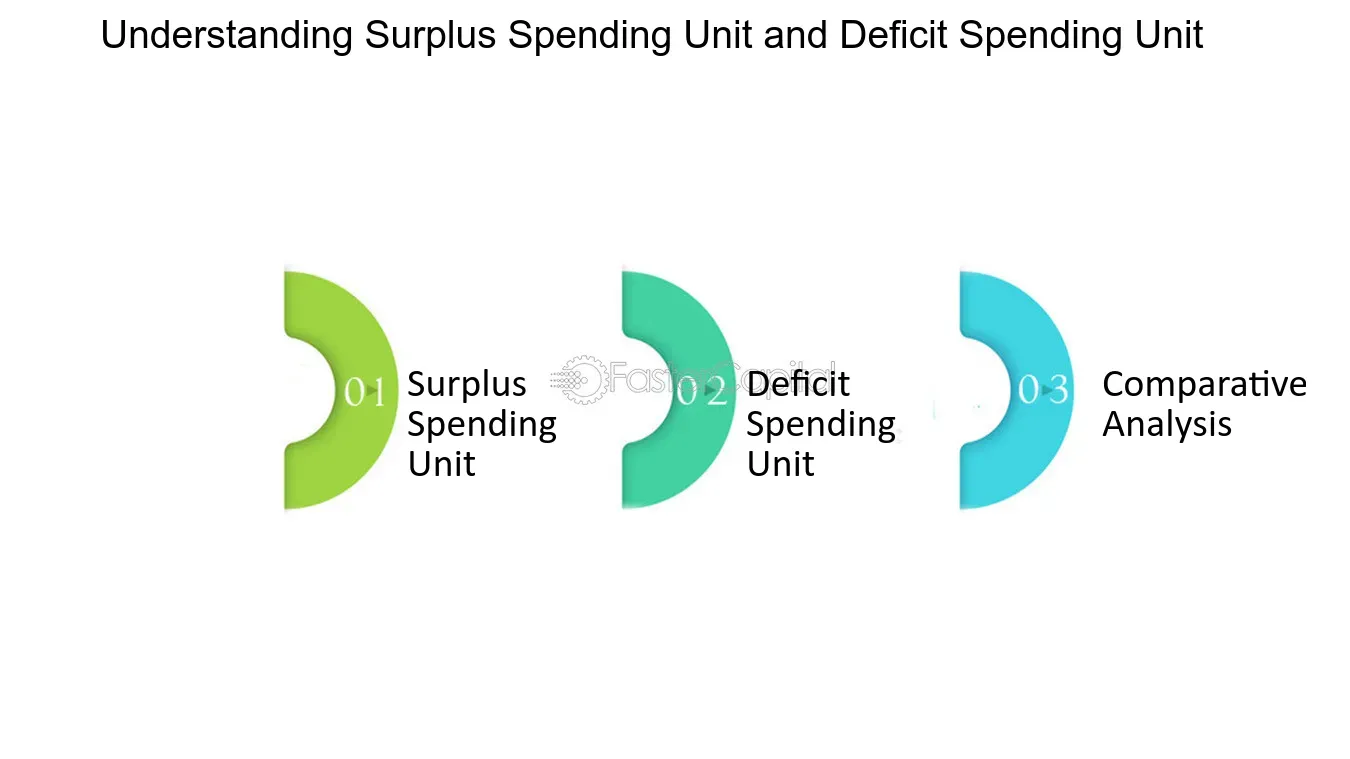 Understanding Surplus Spending Unit and Deficit Spending Unit
01
Surplus
Spending
Unit
FasterCapital
02
Deficit
Spending
Unit
03
Comparative
Analysis